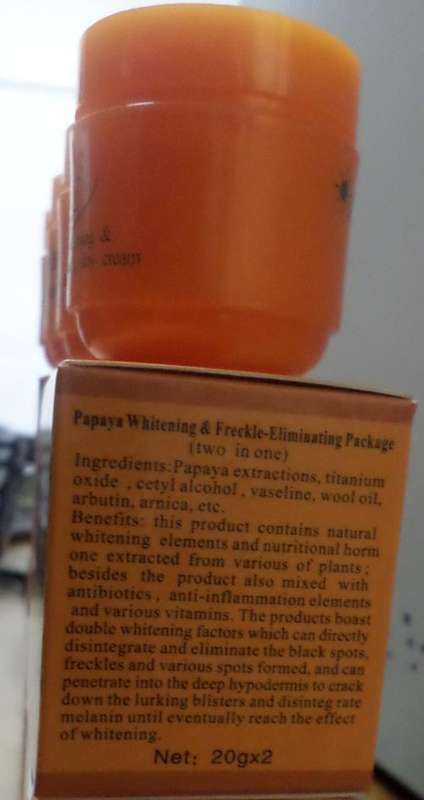 &
cream
Papaya Whitening & Freckle-Eliminating Package
(two in one)
Ingredients:Papaya extractions, titanium
oxide , cetyl alcohol , vaseline, wool oil,
arbutin, arnica, etc.
Benefits: this product contains natural
whitening elements and nutritional horm
one extracted from various of plants ;
besides the product also mixed with
antibiotics , anti-inflammation elements
and various vitamins. The products boast
double whitening factors which can directly
disintegrate and eliminate the black spots,
freckles and various spots formed, and can
penetrate into the deep hypodermis to crack
down the lurking blisters and disinteg rate
melanin until eventually reach the effect
of whitening.
Net: 20gx2